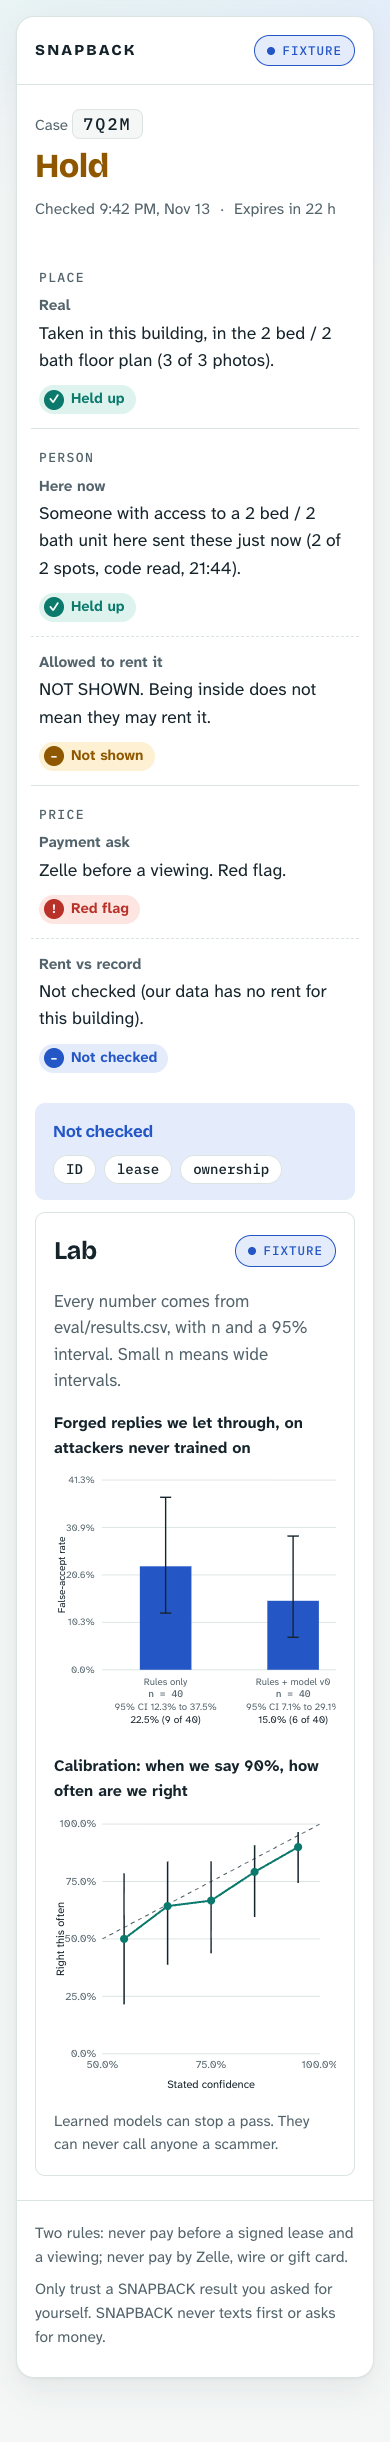 SNAPBACK
FIXTURE
Case 7Q2M
Hold
Checked 9:42 PM, Nov 13 · Expires in 22 h
PLACE
Real
Taken in this building, in the 2 bed / 2
bath floor plan (3 of 3 photos).
Held up
PERSON
Here now
Someone with access to a 2 bed / 2
bath unit here sent these just now (2 of
2 spots, code read, 21:44).
Held up
Allowed to rent it
NOT SHOWN. Being inside does not
mean they may rent it.
Not shown
PRICE
Payment ask
Zelle before a viewing. Red flag.
Red flag
Rent vs record
Not checked (our data has no rent for
this building).
Not checked
Not checked
ID
lease
ownership
Lab
FIXTURE
Every number comes from
eval/results.csv, with n and a 95%
interval. Small n means wide
intervals.
Forged replies we let through, on
attackers never trained on
41.3%
30.9%
20.6%
10.3%
0.0%
False-accept rate
Rules only
n = 40
95% CI 12.3% to 37.5%
22.5% (9 of 40)
Rules + model v0
n = 40
95% CI 7.1% to 29.1%
15.0% (6 of 40)
Calibration: when we say 90%, how
often are we right
100.0%
75.0%
50.0%
25.0%
0.0%
Right this often
50.0%
75.0%
100.0%
Stated confidence
Learned models can stop a pass. They
can never call anyone a scammer.
Two rules: never pay before a signed lease and
a viewing; never pay by Zelle, wire or gift card.
Only trust a SNAPBACK result you asked for
yourself. SNAPBACK never texts first or asks
for money.